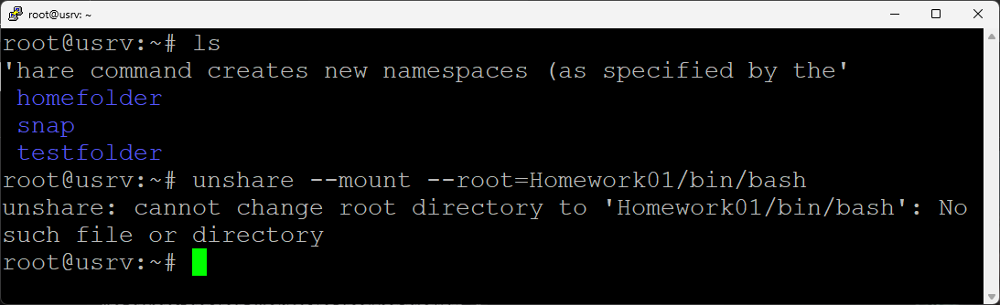 root@usrv: ~
root@usrv:~# ls
'hare command creates new namespaces (as specified by the'
homefolder
snap
testfolder
root@usrv:~# unshare --mount --root=Homework01/bin/bash
unshare: cannot change root directory to 'Homework01/bin/bash': No
such file or directory
root@usrv:~#